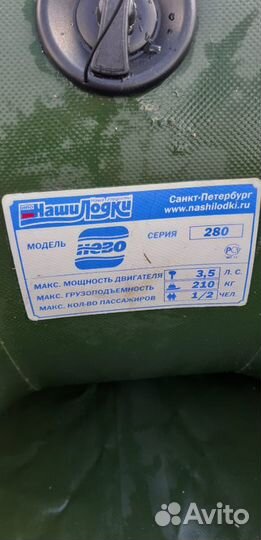 НашиЛодки
Санкт-Петербург
www.nashilodki.ru
МОДЕЛЬ
СЕРИЯ 280
МАКС. МОЩНОСТЬ ДВИГАТЕЛЯ 3,5 Л. С.
МАКС. ГРУЗОПОДЪЕМНОСТЬ 210 КГ
МАКС. КОЛ-ВО ПАССАЖИРОВ 1/2 ЧЕЛ.
Avito